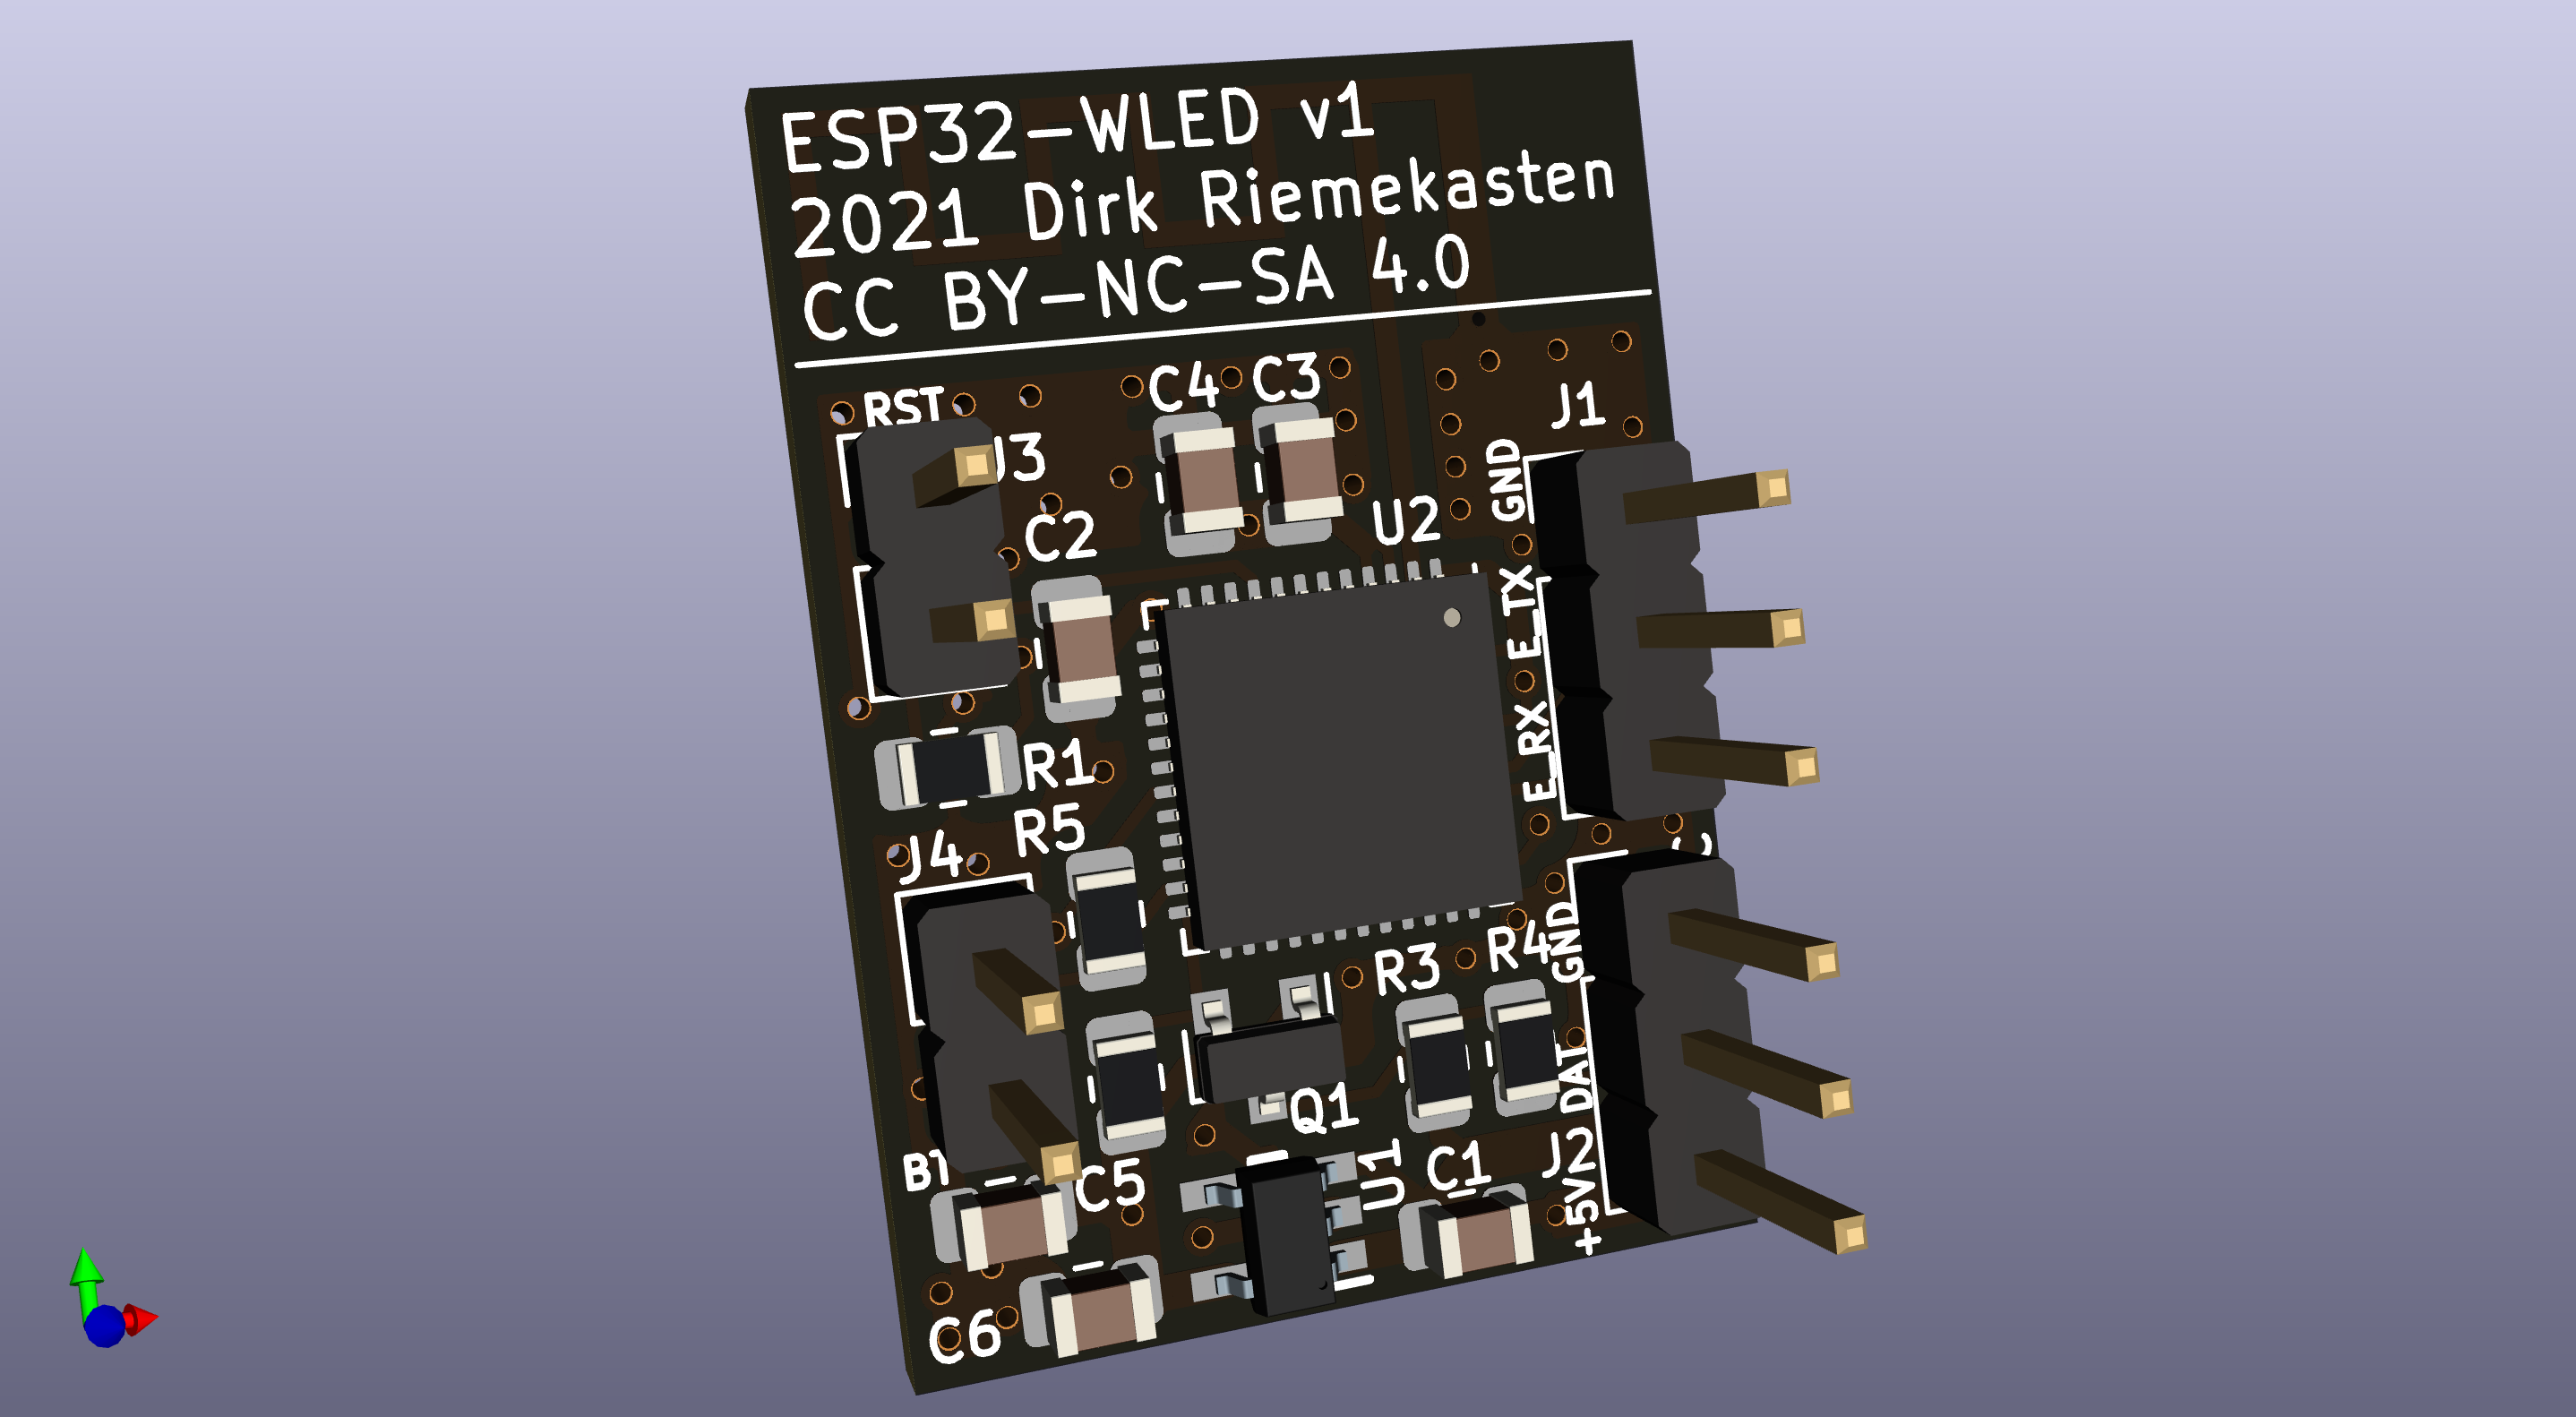 ESP32-WLED v1
2021 Dirk Riemekasten
CC BY-NC-SA 4.0
RST
C4
C3
J1
J3
GND
C2
U2
E_TX
E_RX
R1
R5
J4
GND
R3
R4
DAT
Q1
C5
U1
C1
J2
+5V
C6